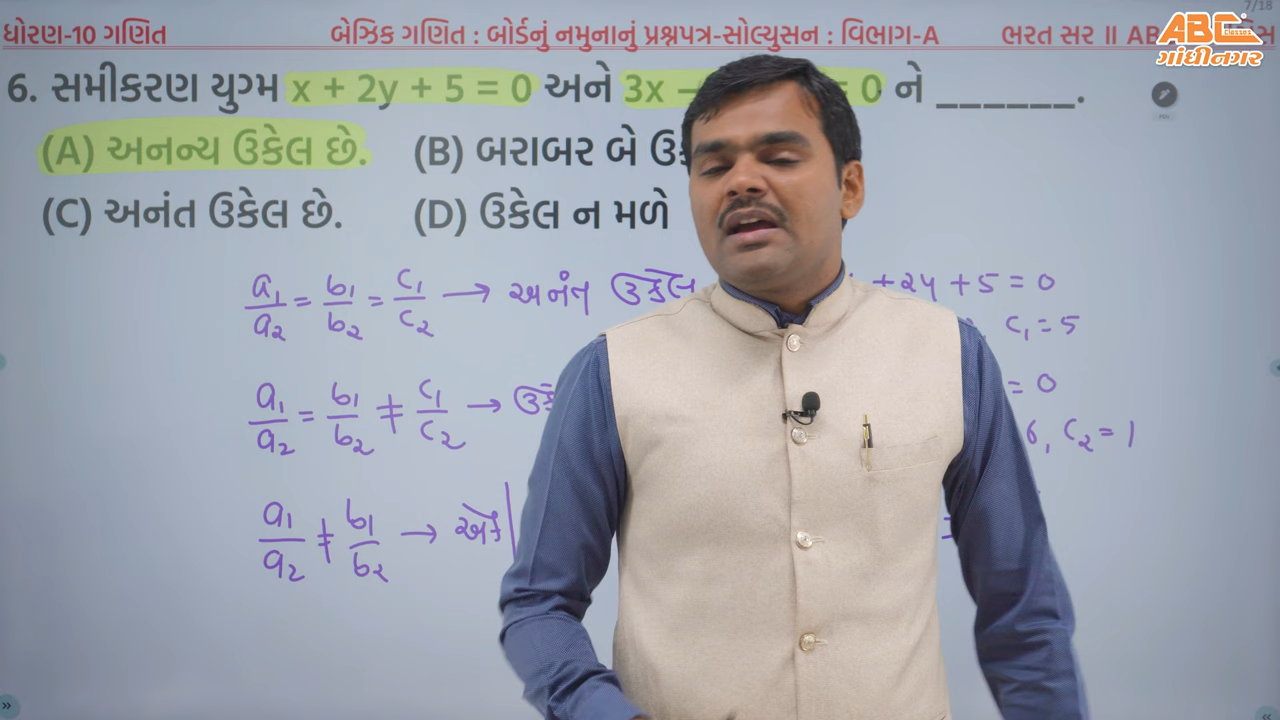 7/18
ધોરણ-10 ગણિત બેઝિક ગણિત : બોર્ડનું નમુનાનું પ્રશ્નપત્ર-સોલ્યુસન : વિભાગ-A ભરત સર ॥
ABC
Classes
ગાંધીનગર
6. સમીકરણ યુગ્મ x + 2y + 5 = 0 અને 3x – = 0 ને ______.
(A) અનન્ય ઉકેલ છે. (B) બરાબર બે
(C) અનંત ઉકેલ છે. (D) ઉકેલ ન મળે
a₁/a₂ = b₁/b₂ = c₁/c₂ → અનંત ઉકેલ + 2y + 5 = 0
c₁ = 5
a₁/a₂ = b₁/b₂ ≠ c₁/c₂ → = 0
6, c₂ = 1
a₁/a₂ ≠ b₁/b₂ → એક